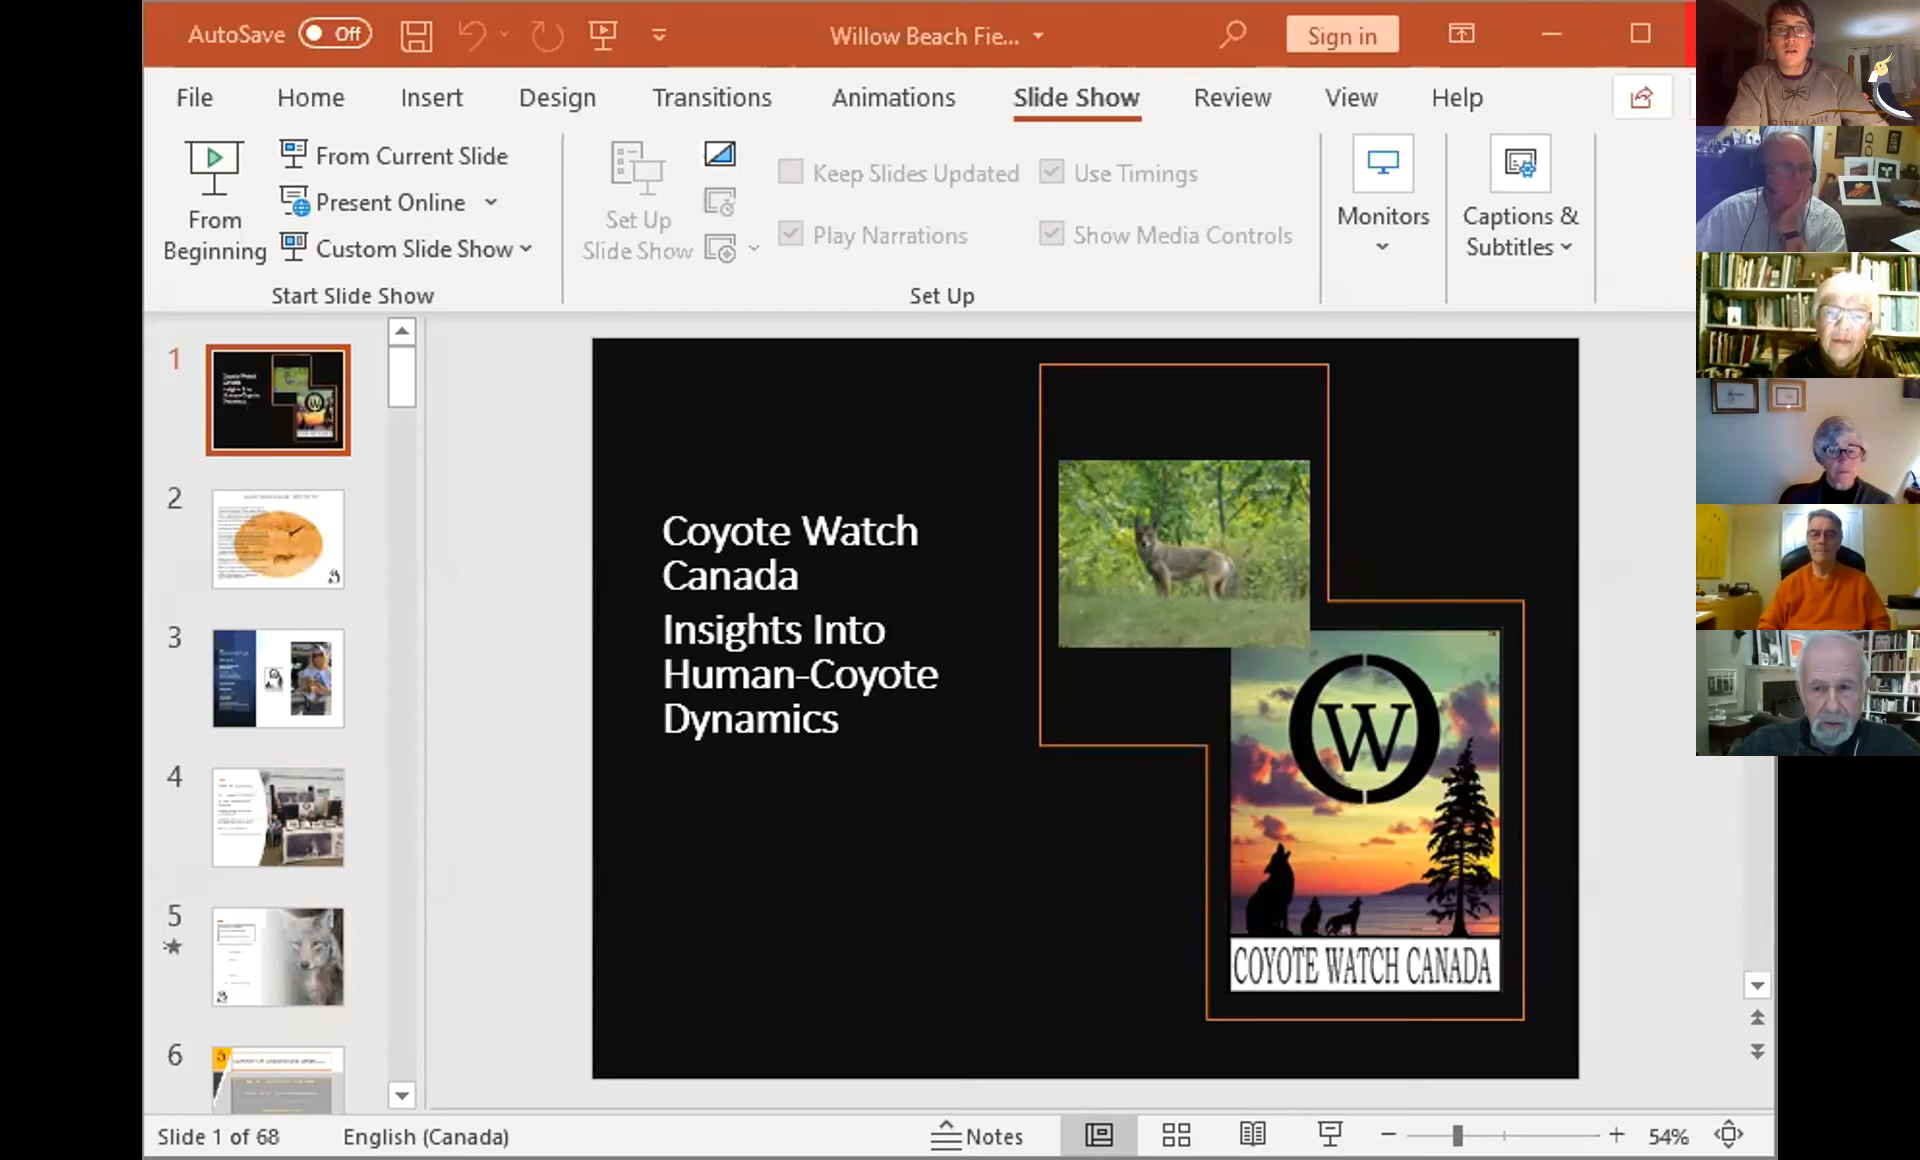 AutoSave Off
Willow Beach Fie...
Sign in
File Home Insert Design Transitions Animations Slide Show Review View Help
From Beginning
From Current Slide
Present Online
Custom Slide Show
Start Slide Show
Set Up Slide Show
Keep Slides Updated
Play Narrations
Use Timings
Show Media Controls
Set Up
Monitors
Captions & Subtitles
1
2
3
4
5
6
Coyote Watch
Canada
Insights Into
Human-Coyote
Dynamics
W
COYOTE WATCH CANADA
Slide 1 of 68
English (Canada)
Notes
54%